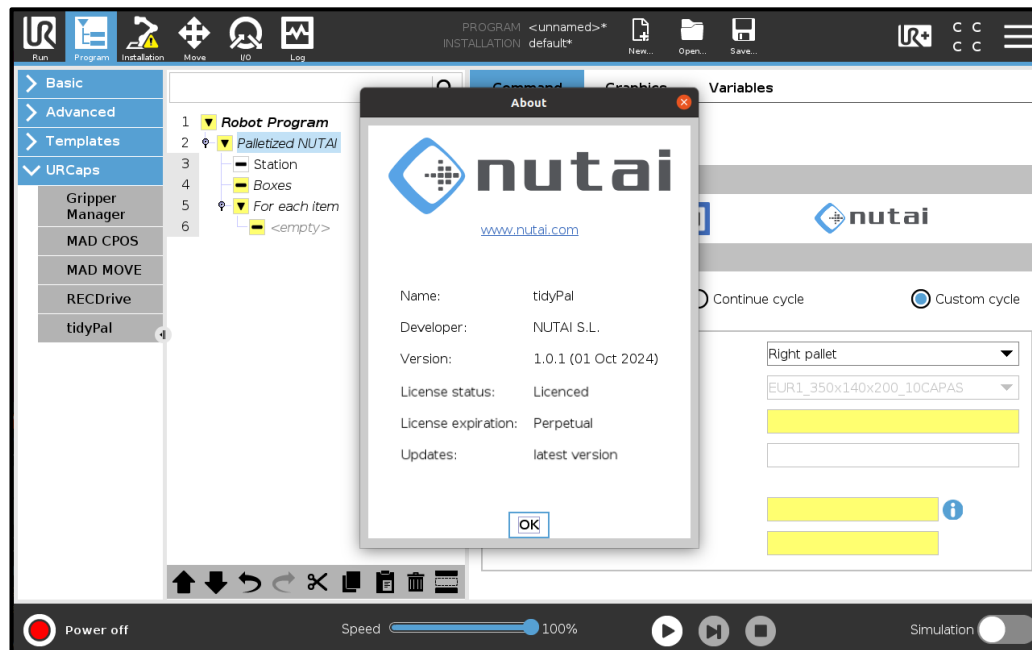 PROGRAM <unnamed>*
INSTALLATION default*
Run Program Installation Move I/O Log New... Open... Save... UR+ C C
C C
Basic
Advanced
Templates
URCaps
Gripper
Manager
MAD CPOS
MAD MOVE
RECDrive
tidyPal
1 Robot Program
2 Palletized NUTAI
3 Station
4 Boxes
5 For each item
6 <empty>
Command Graphics Variables
About
nutai
www.nutai.com
Name: tidyPal
Developer: NUTAI S.L.
Version: 1.0.1 (01 Oct 2024)
License status: Licenced
License expiration: Perpetual
Updates: latest version
OK
nutai
Continue cycle Custom cycle
Right pallet
EUR1_350x140x200_10CAPAS
Power off Speed 100% Simulation